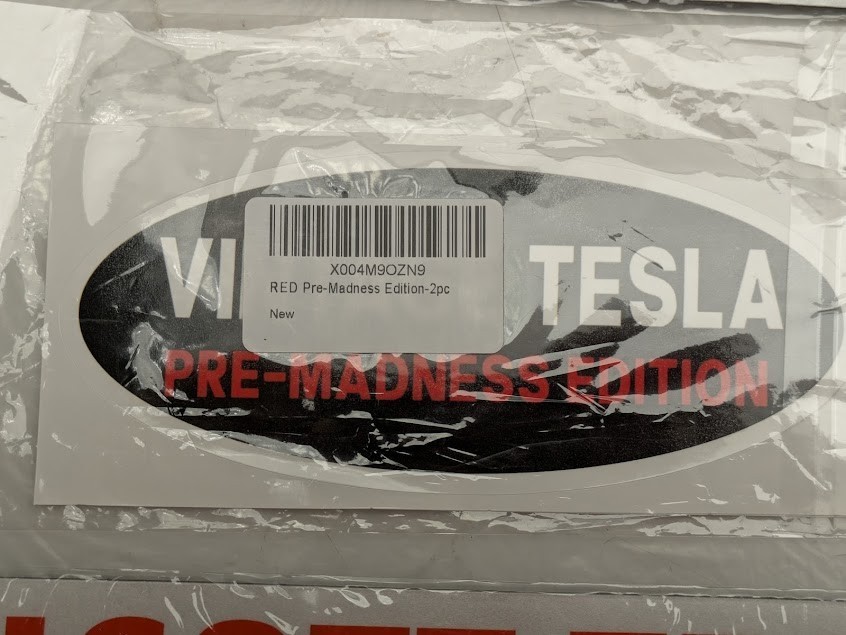 X004M9OZN9
RED Pre-Madness Edition-2pc
New
TESLA
PRE-MADNESS EDITION